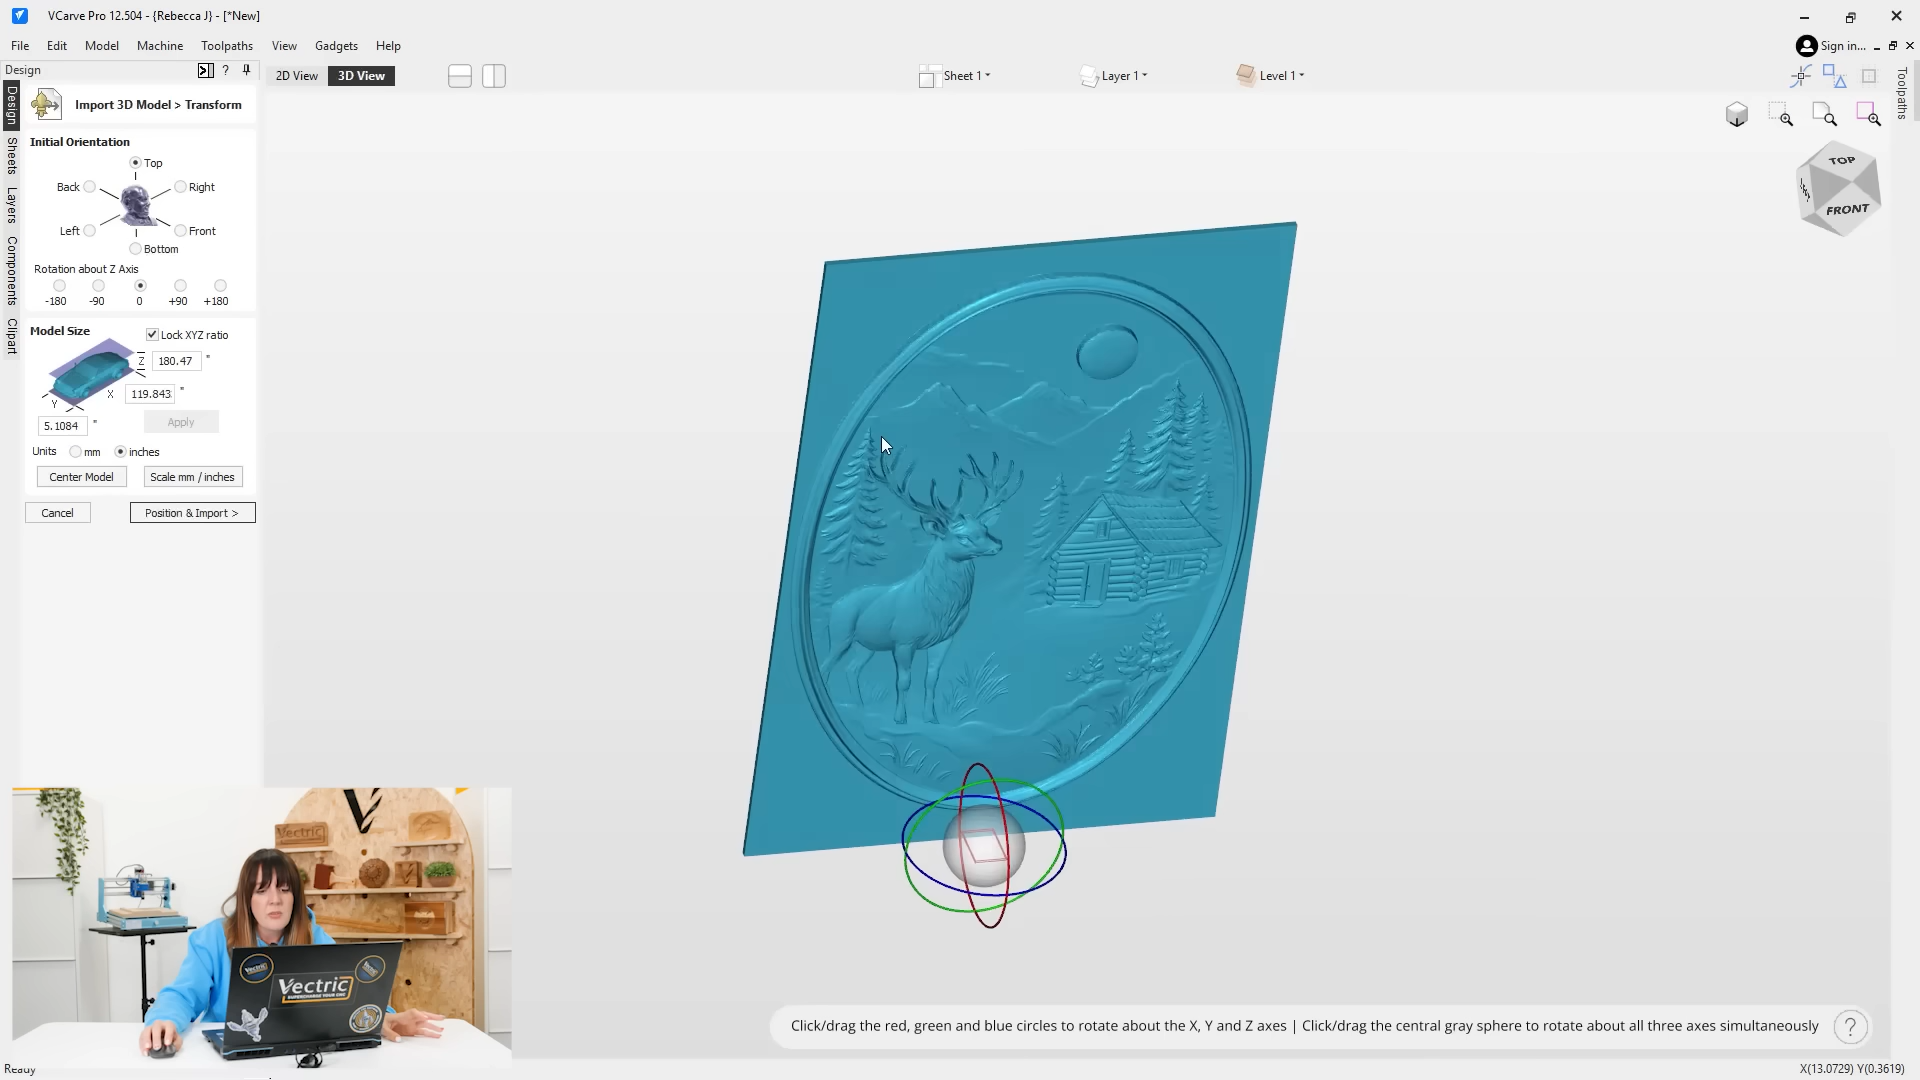 VCarve Pro 12.504 - {Rebecca J} - [*New]
File Edit Model Machine Toolpaths View Gadgets Help
Sign in...
Design
?
2D View 3D View
Sheet 1
Layer 1
Level 1
Toolpaths
Design
Sheets
Layers
Components
Clipart
Import 3D Model > Transform
Initial Orientation
Top
Back
Right
Left
Front
Bottom
Rotation about Z Axis
-180 -90 0 +90 +180
Model Size
Lock XYZ ratio
Z 180.47 "
X 119.843 "
Y
5.1084 "
Apply
Units mm inches
Center Model
Scale mm / inches
Cancel
Position & Import >
TOP
FRONT
Vectric
Vectric
SUPERCHARGE YOUR CNC
Click/drag the red, green and blue circles to rotate about the X, Y and Z axes | Click/drag the central gray sphere to rotate about all three axes simultaneously
?
Ready
X(13.0729) Y(0.3619)